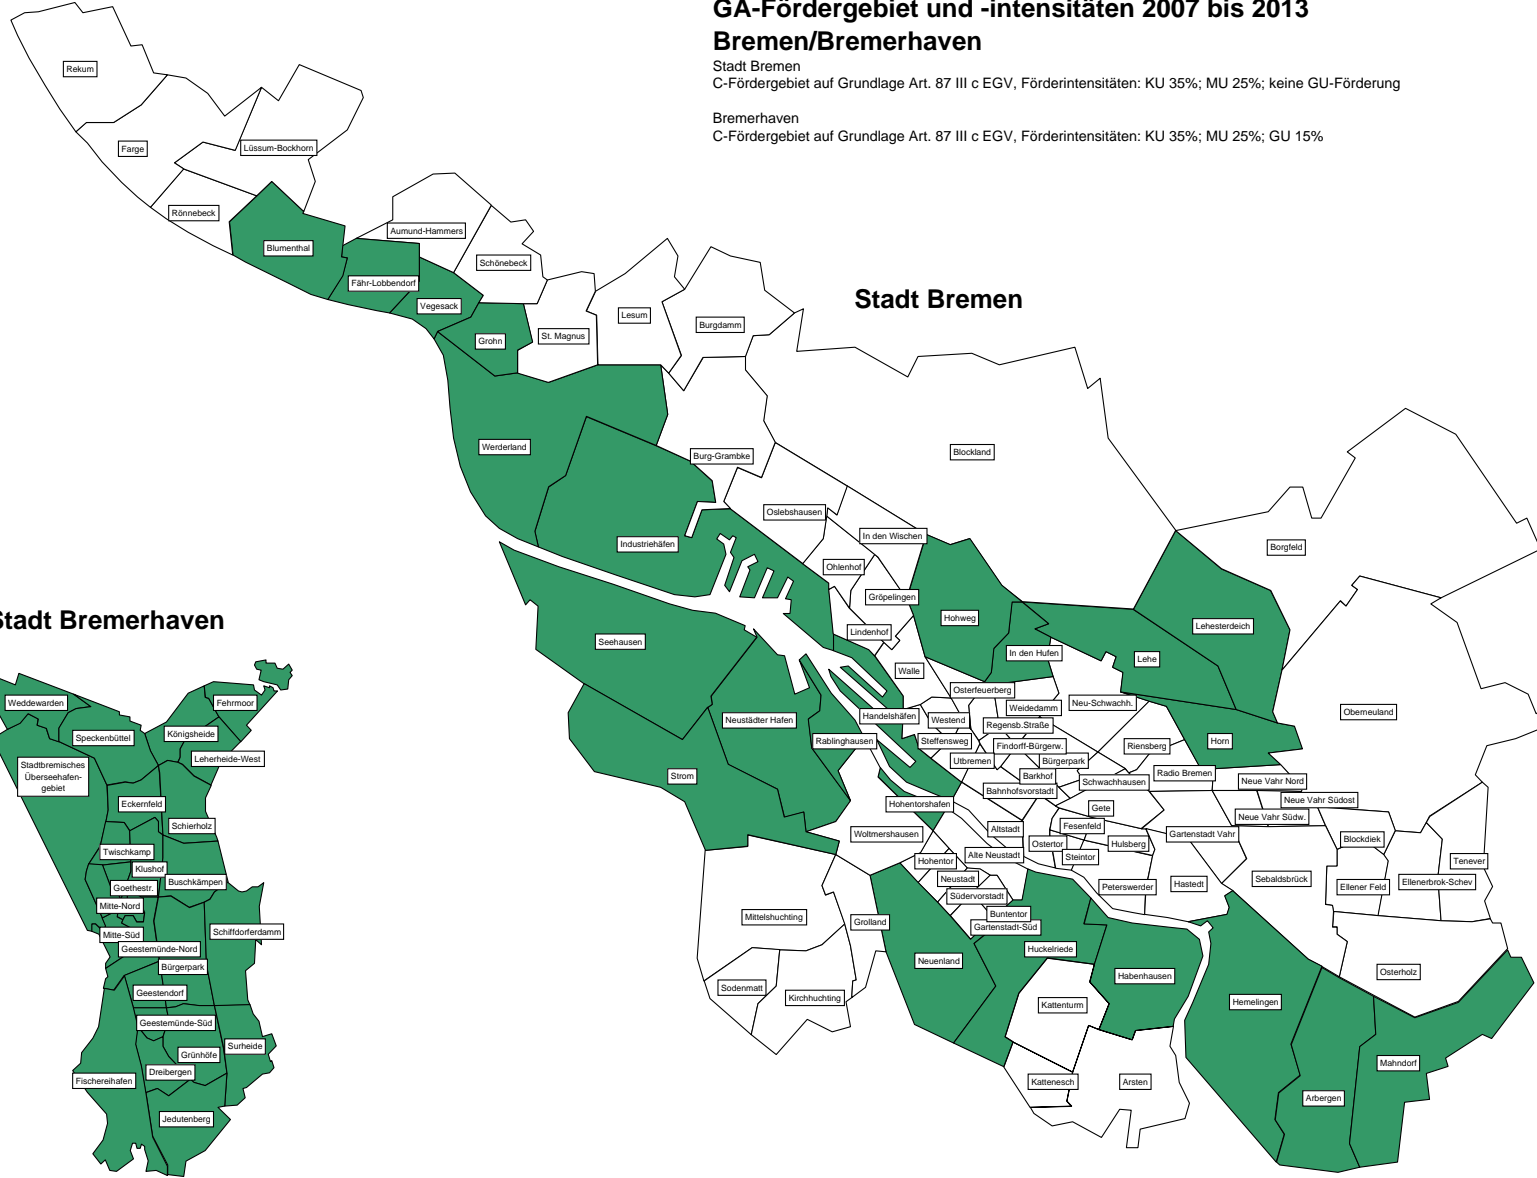 GA-Fördergebiet und -intensitäten 2007 bis 2013
Bremen/Bremerhaven
Stadt Bremen
C-Fördergebiet auf Grundlage Art. 87 III c EGV, Förderintensitäten: KU 35%; MU 25%; keine GU-Förderung
Bremerhaven
C-Fördergebiet auf Grundlage Art. 87 III c EGV, Förderintensitäten: KU 35%; MU 25%; GU 15%
Stadt Bremen
Rekum
Farge
Lüssum-Bockhorn
Rönnebeck
Blumenthal
Aumund-Hammers
Fähr-Lobbendorf
Schönebeck
Vegesack
Grohn
St. Magnus
Lesum
Burgdamm
Werderland
Burg-Grambke
Blockland
Industriehäfen
Oslebshausen
In den Wischen
Ohlenhof
Gröpelingen
Lindenhof
Borgfeld
Hohweg
Lehesterdeich
In den Hufen
Lehe
Walle
Seehausen
Osterfeuerberg
Neu-Schwachh.
Weidedamm
Oberneuland
Neustädter Hafen
Handelshäfen
Westend
Regensb.Straße
Rablinghausen
Steffensweg
Findorff-Bürgerw.
Riensberg
Horn
Utbremen
Bürgerpark
Strom
Barkhof
Schwachhausen
Radio Bremen
Neue Vahr Nord
Bahnhofsvorstadt
Neue Vahr Südost
Hohentorshafen
Gete
Neue Vahr Südw.
Woltmershausen
Altstadt
Fesenfeld
Gartenstadt Vahr
Blockdiek
Ostertor
Hulsberg
Alte Neustadt
Steintor
Hohentor
Tenever
Neustadt
Peterswerder
Hastedt
Sebaldsbrück
Ellener Feld
Ellenerbrok-Schev
Südervorstadt
Buntentor
Gartenstadt-Süd
Mittelshuchting
Grolland
Huckelriede
Neuenland
Habenhausen
Osterholz
Sodenmatt
Kirchhuchting
Kattenturm
Hemelingen
Mahndorf
Kattenesch
Arsten
Arbergen
Stadt Bremerhaven
Weddewarden
Fehrmoor
Speckenbüttel
Königsheide
Leherheide-West
Stadtbremisches
Überseehafen-
gebiet
Eckernfeld
Schierholz
Twischkamp
Klushof
Buschkämpen
Goethestr.
Mitte-Nord
Mitte-Süd
Schiffdorferdamm
Geestemünde-Nord
Bürgerpark
Geestendorf
Geestemünde-Süd
Surheide
Grünhöfe
Dreibergen
Fischereihafen
Jedutenberg